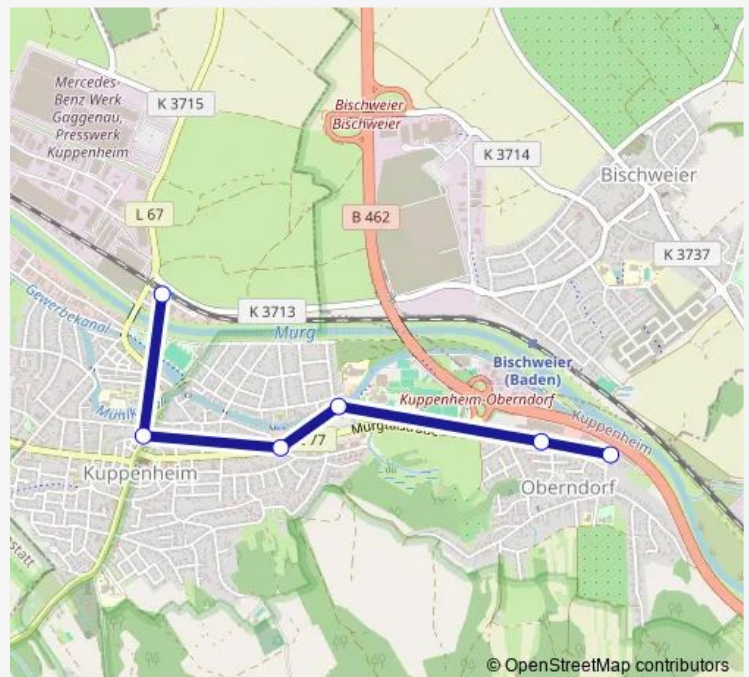 Mercedes-
Benz Werk
Gaggenau,
Presswerk
Kuppenheim
K 3715
Bischweier
Bischweier
K 3714
Bischweier
L 67
B 462
K 3737
Gewerbekanal
K 3713
Murg
Bischweier
(Baden)
Kuppenheim-Oberndorf
Kuppenheim
Kuppenheim
Oberndorf
© OpenStreetMap contributors